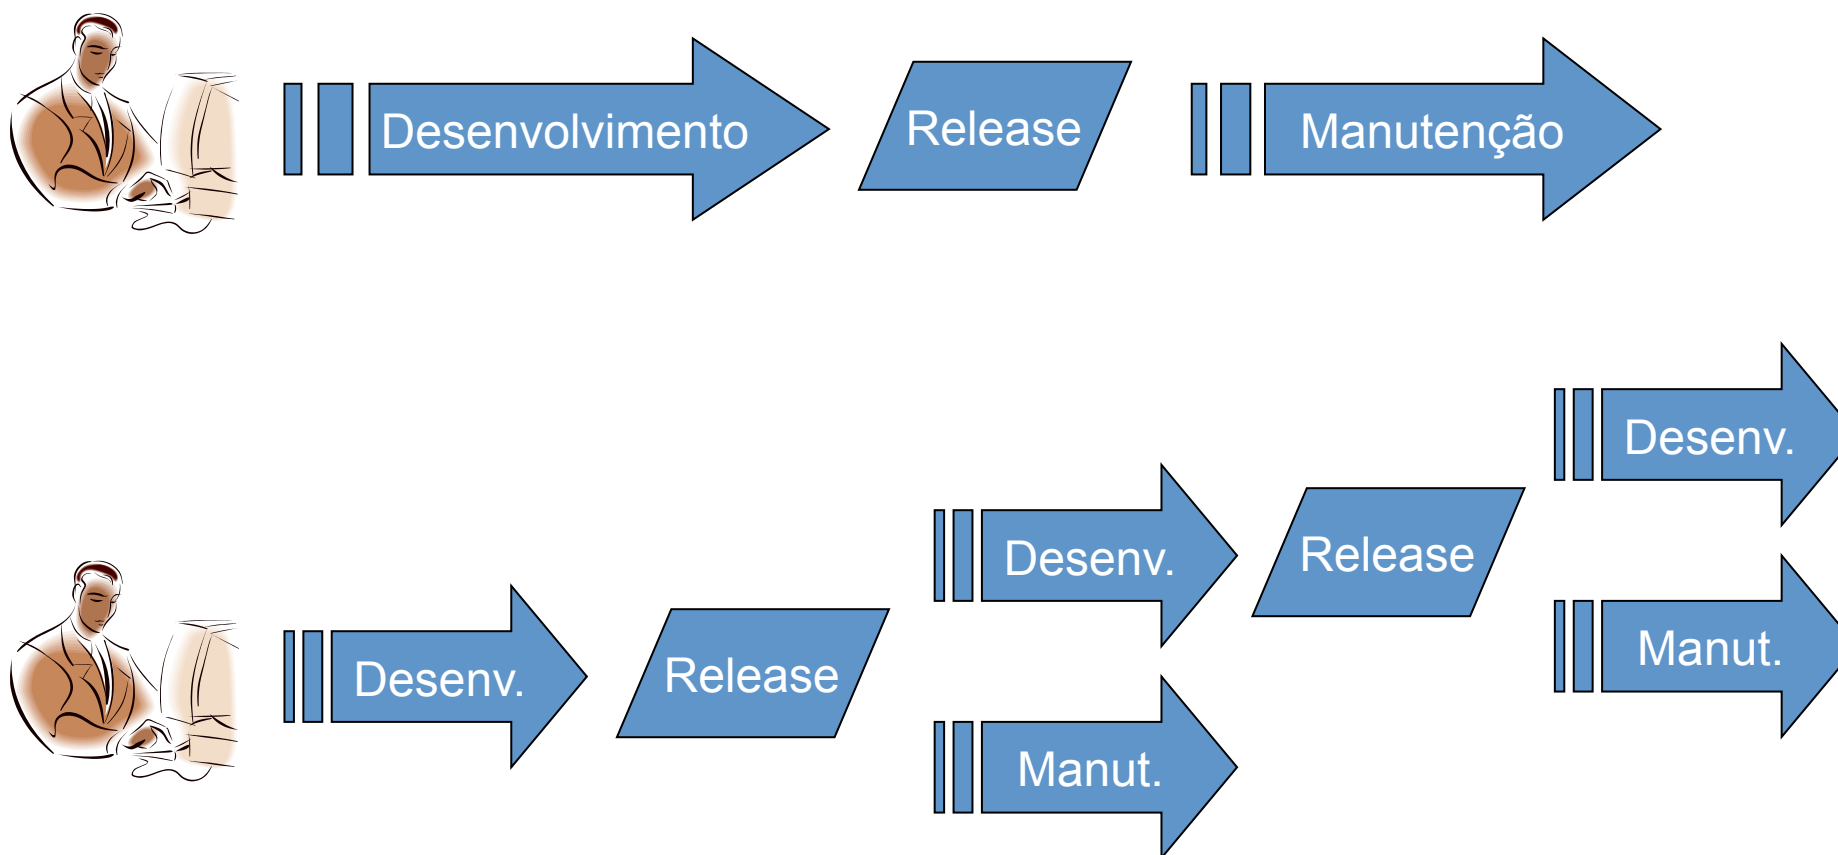 Desenvolvimento
Release
Manutenção
Desenv.
Release
Desenv.
Manut.
Release
Desenv.
Manut.